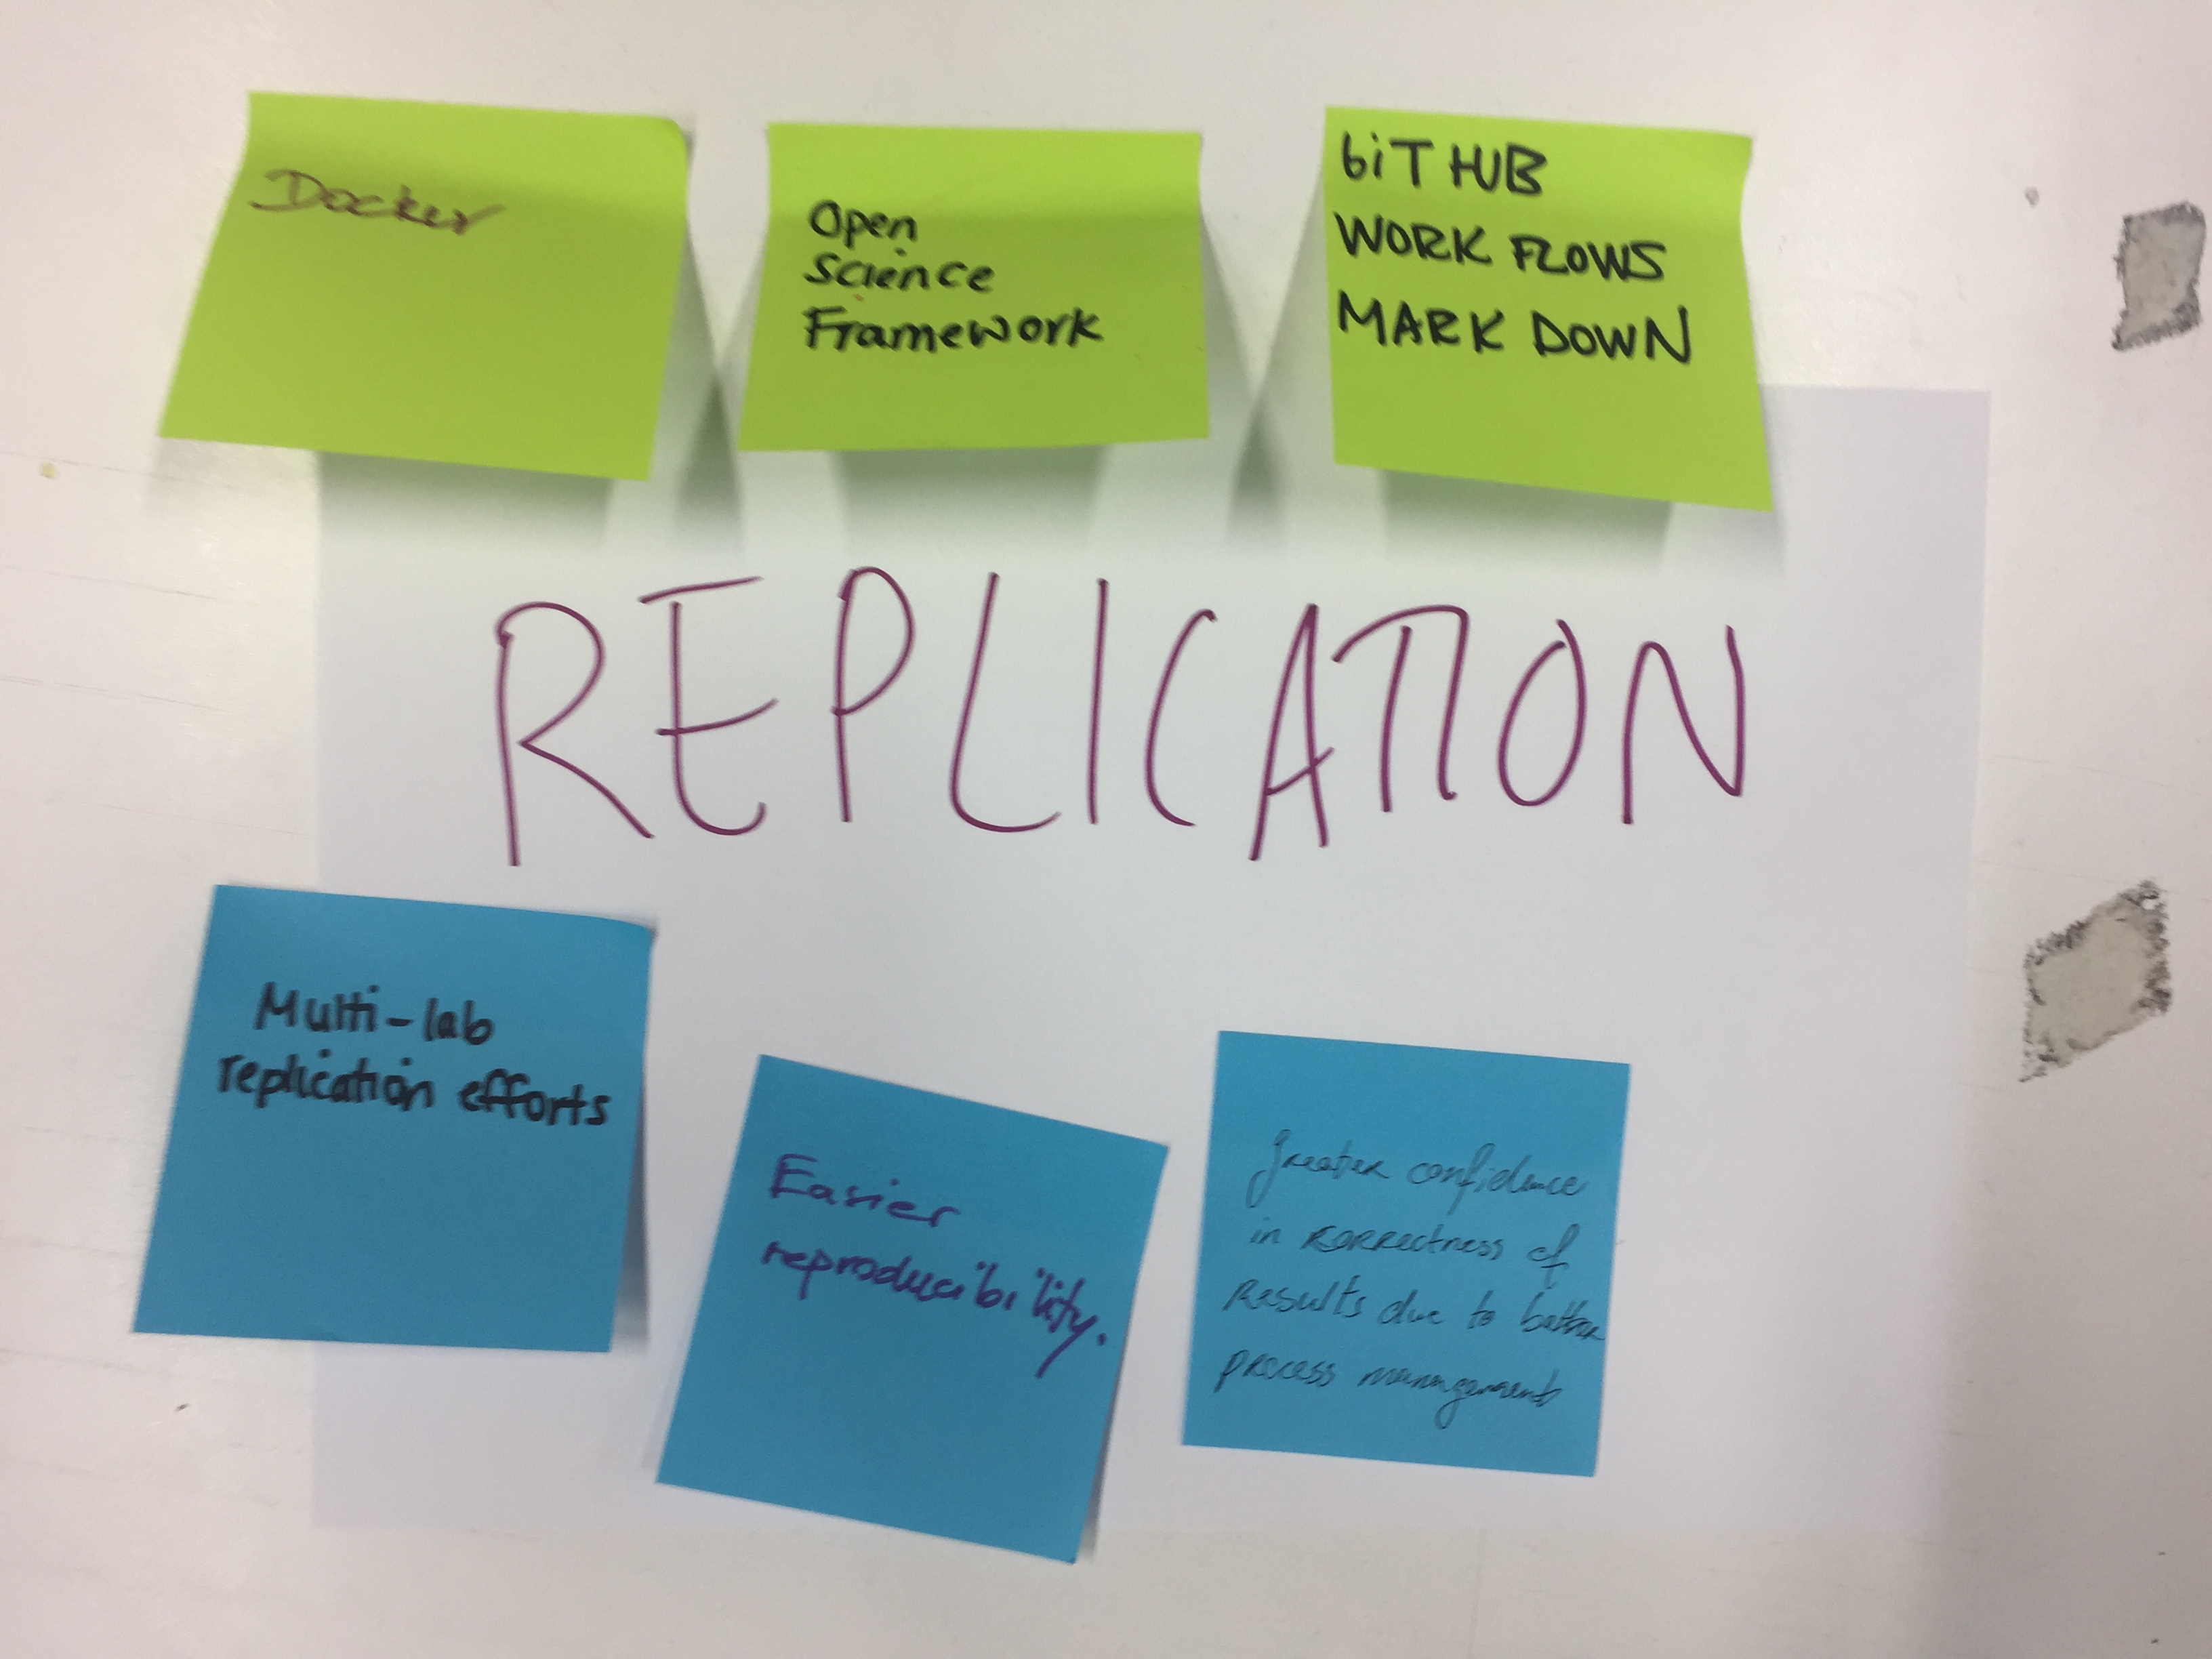 Docker
Open
Science
Framework
GiT HUB
WORK FLOWS
MARK DOWN
REPLICATION
Multi-lab
replication efforts
Easier
reproducibility.
greater confidence
in correctness of
Results due to better
process management